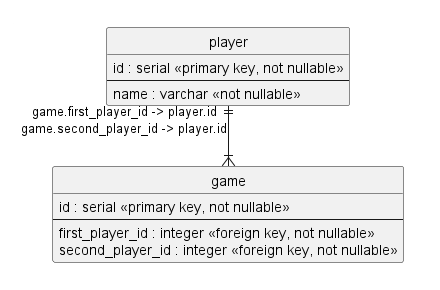 player
id : serial «primary key, not nullable»
name : varchar «not nullable»
game.first_player_id -> player.id
game.second_player_id -> player.id
game
id : serial «primary key, not nullable»
first_player_id : integer «foreign key, not nullable»
second_player_id : integer «foreign key, not nullable»